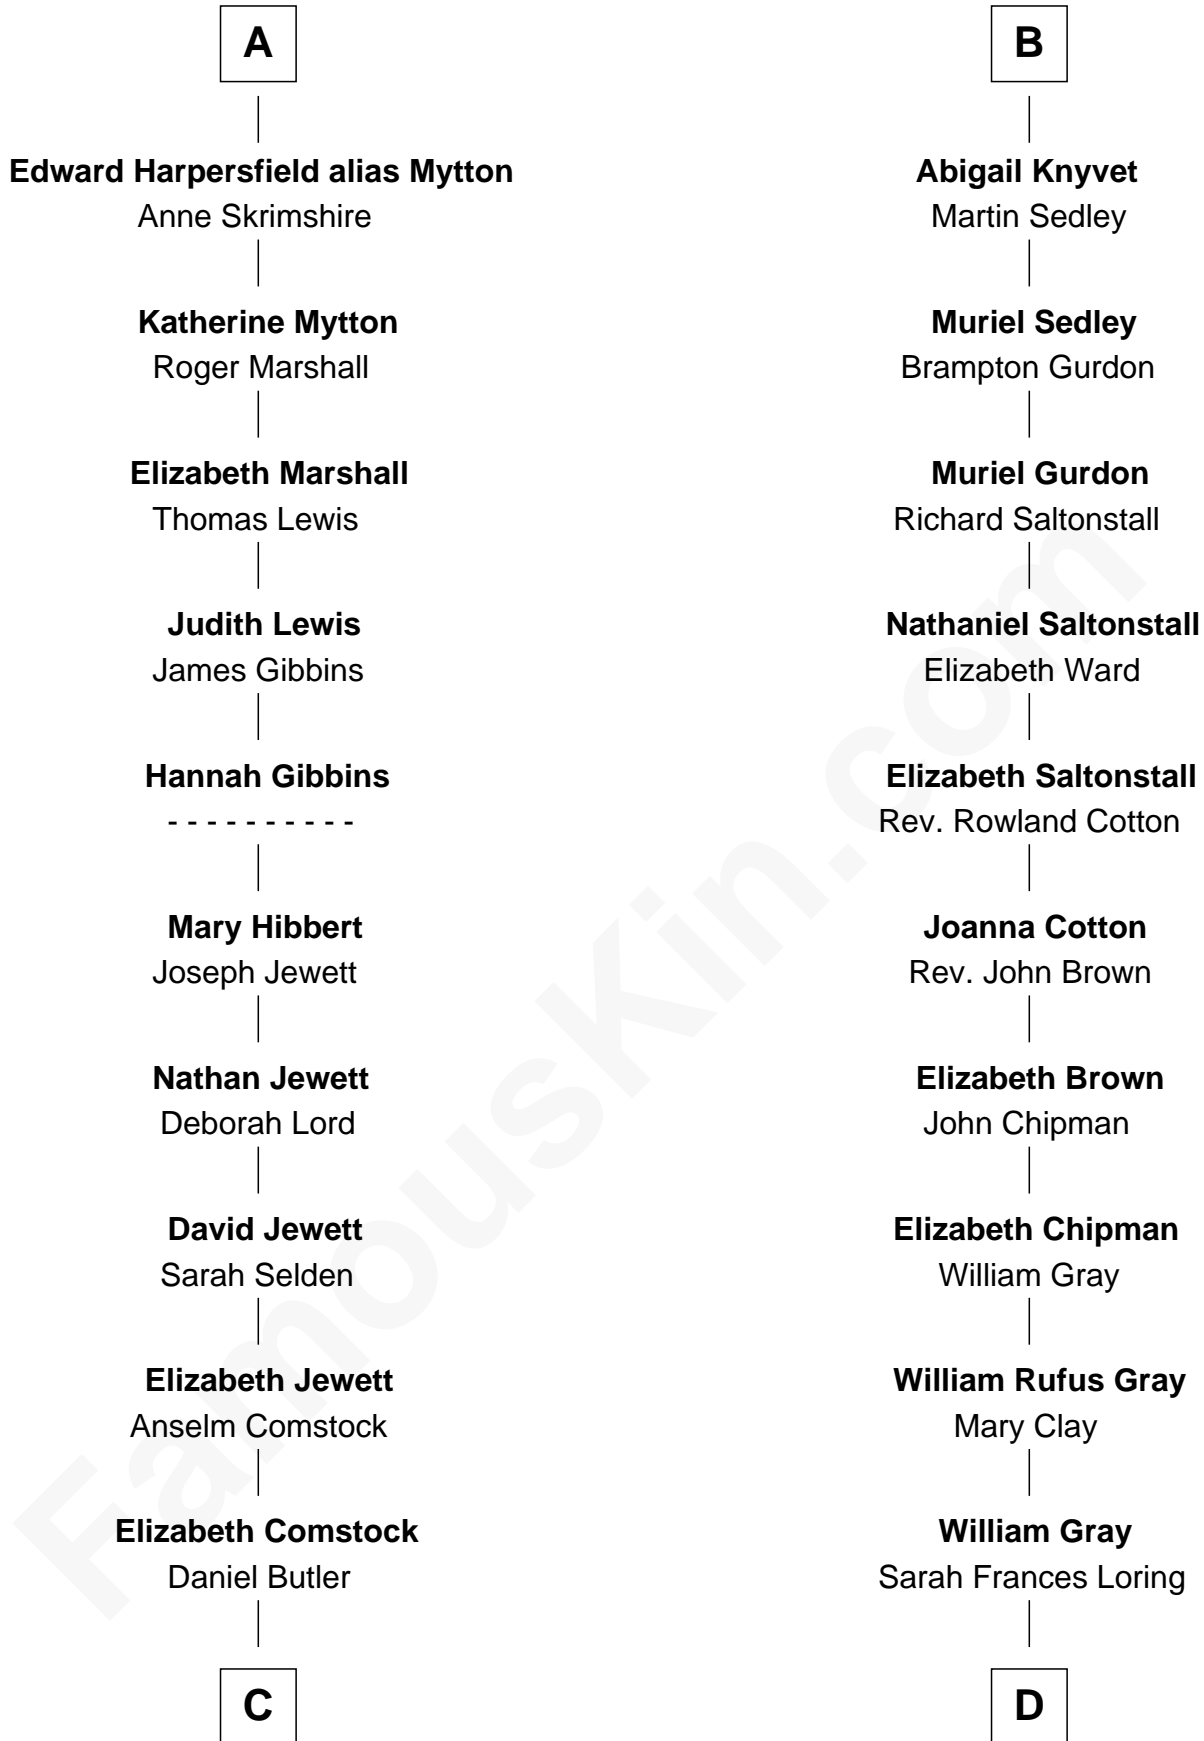 A
Edward Harpersfield alias Mytton
Anne Skrimshire
Katherine Mytton
Roger Marshall
Elizabeth Marshall
Thomas Lewis
Judith Lewis
James Gibbins
Hannah Gibbins
- - - - - - - - - -
Mary Hibbert
Joseph Jewett
Nathan Jewett
Deborah Lord
David Jewett
Sarah Selden
Elizabeth Jewett
Anselm Comstock
Elizabeth Comstock
Daniel Butler
C
B
Abigail Knyvet
Martin Sedley
Muriel Sedley
Brampton Gurdon
Muriel Gurdon
Richard Saltonstall
Nathaniel Saltonstall
Elizabeth Ward
Elizabeth Saltonstall
Rev. Rowland Cotton
Joanna Cotton
Rev. John Brown
Elizabeth Brown
John Chipman
Elizabeth Chipman
William Gray
William Rufus Gray
Mary Clay
William Gray
Sarah Frances Loring
D
FamousKin.com